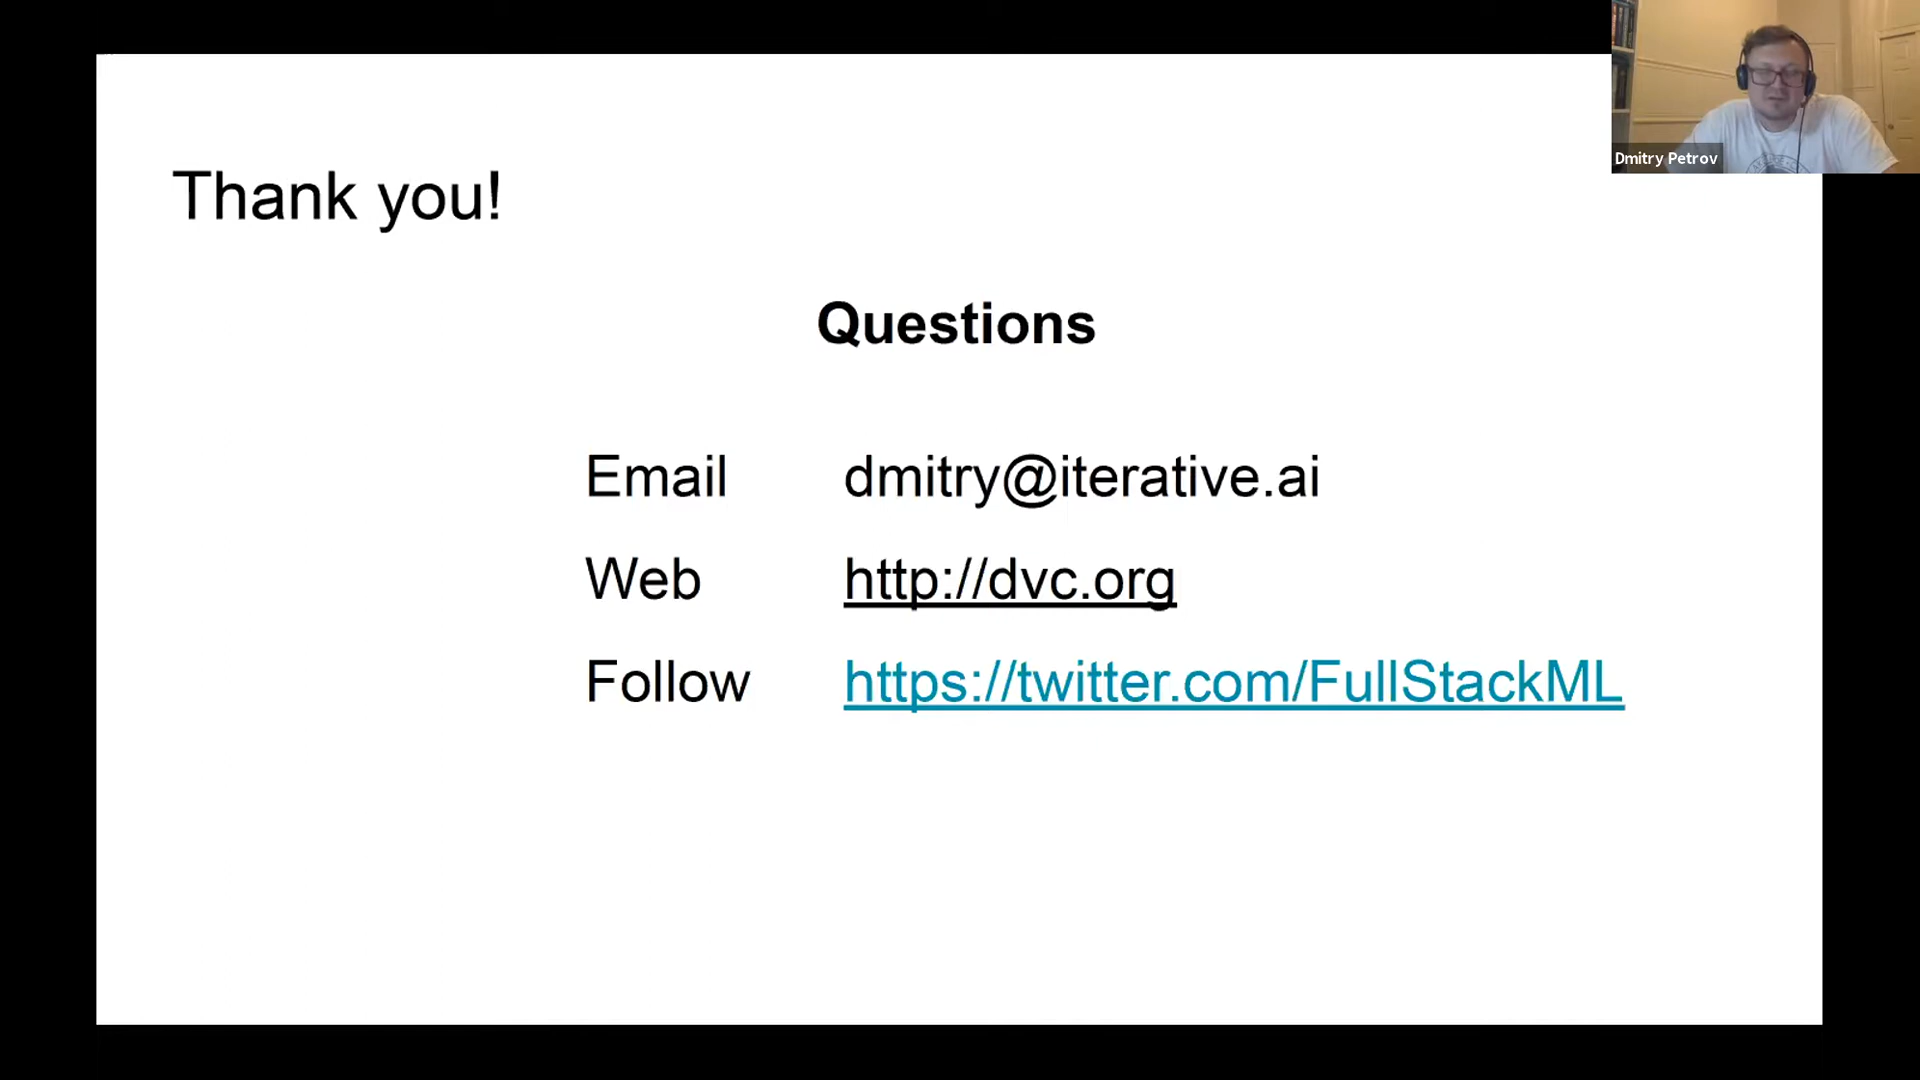 Thank you!
Questions
Email dmitry@iterative.ai
Web http://dvc.org
Follow https://twitter.com/FullStackML
Dmitry Petrov